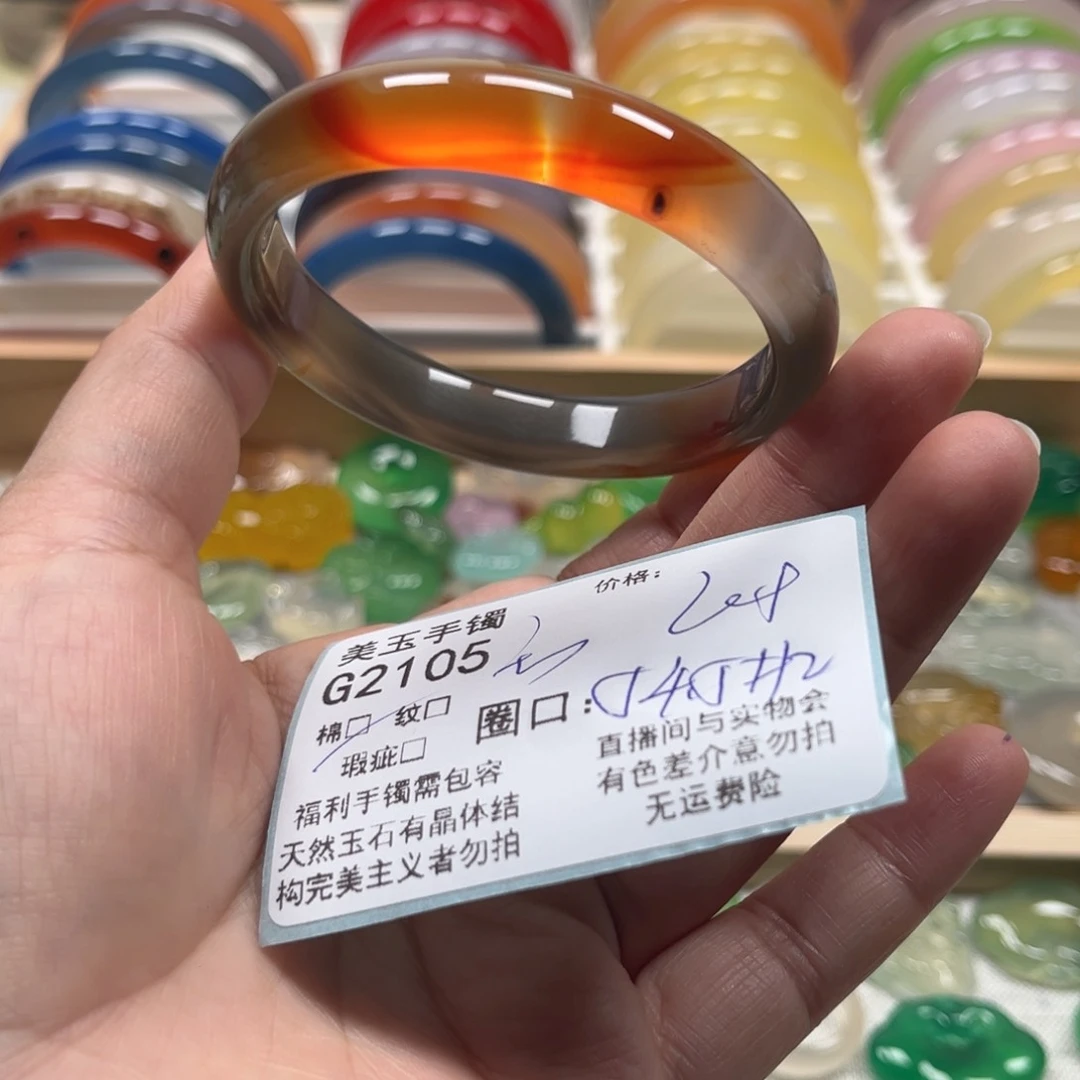 美玉手镯
G2105
价格:
棉□ 纹□
瑕疵□
圈口:
福利手镯需包容
天然玉石有晶体结
构完美主义者勿拍
直播间与实物会
有色差介意勿拍
无运费险